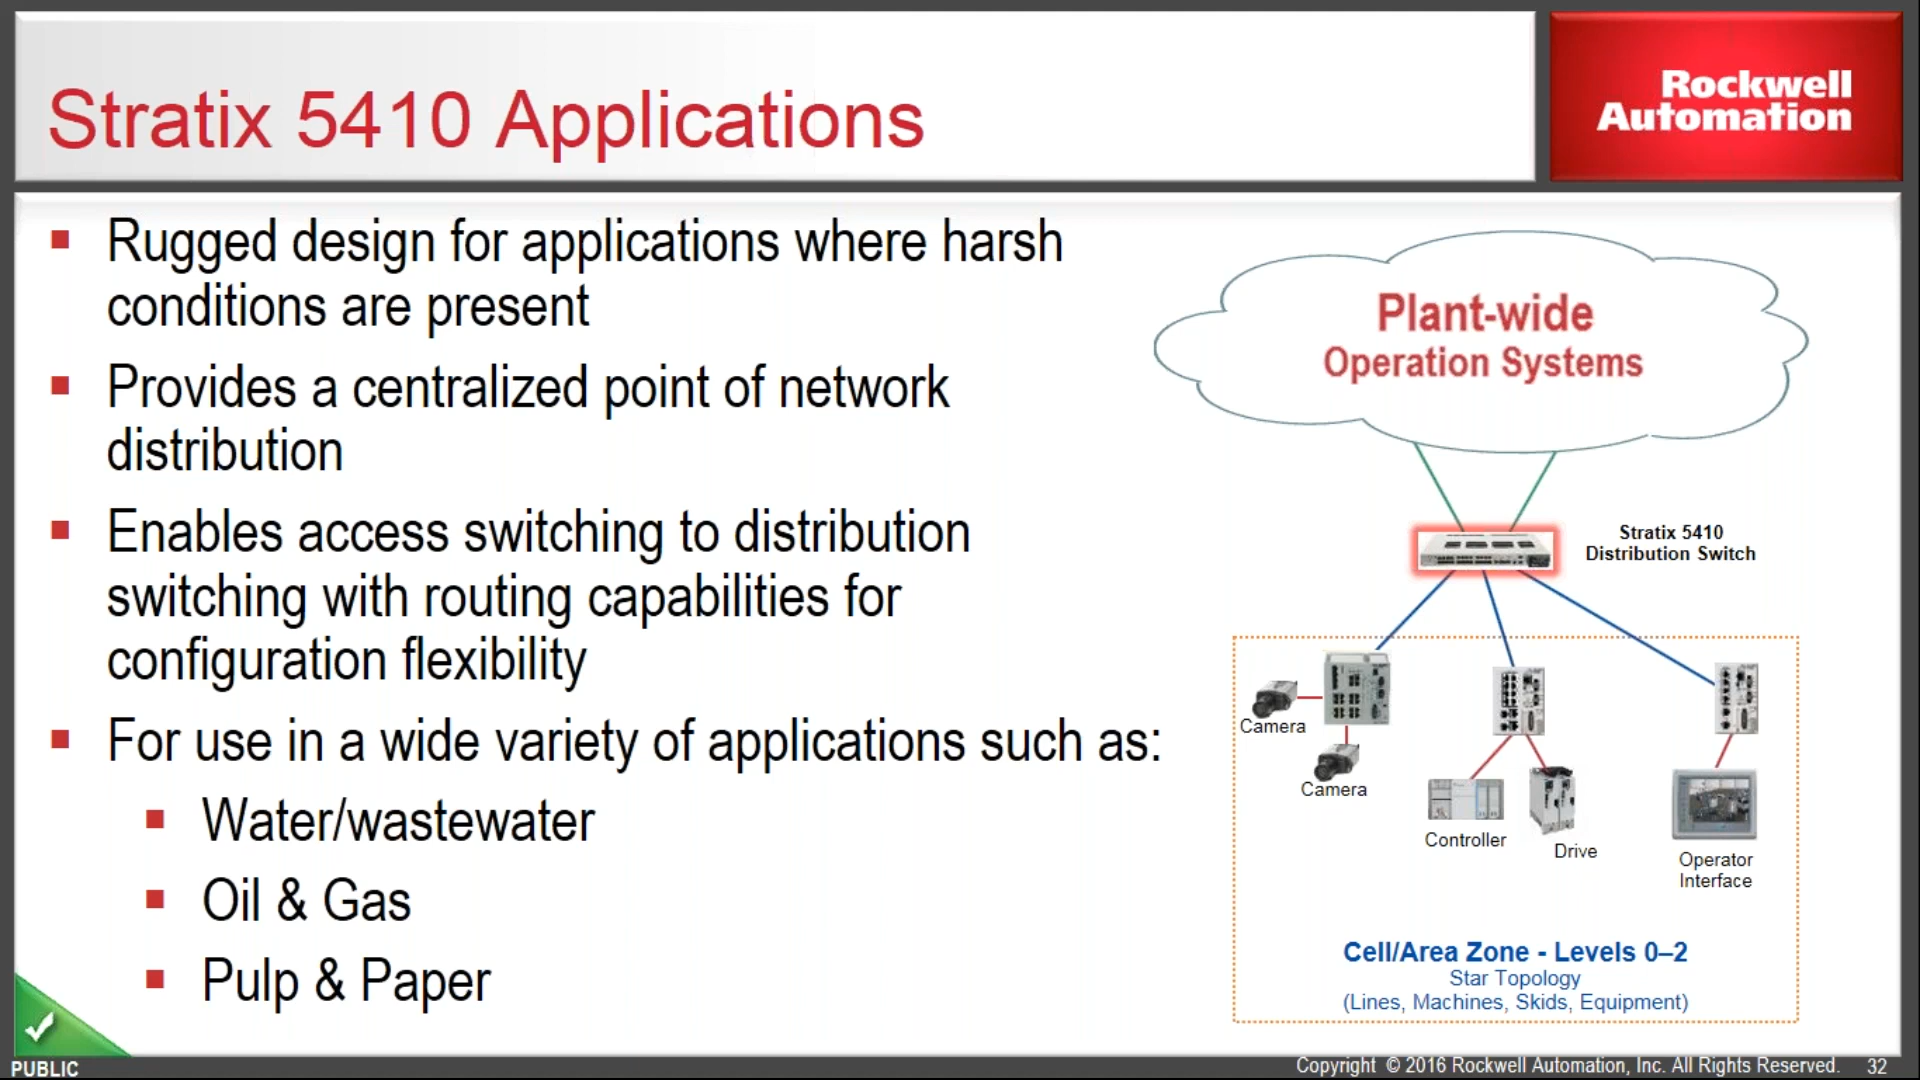 Stratix 5410 Applications
Rockwell
Automation
Rugged design for applications where harsh
conditions are present
Provides a centralized point of network
distribution
Enables access switching to distribution
switching with routing capabilities for
configuration flexibility
For use in a wide variety of applications such as:
Water/wastewater
Oil & Gas
Pulp & Paper
Plant-wide
Operation Systems
Stratix 5410
Distribution Switch
Camera
Camera
Controller
Drive
Operator
Interface
Cell/Area Zone - Levels 0–2
Star Topology
(Lines, Machines, Skids, Equipment)
PUBLIC
Copyright © 2016 Rockwell Automation, Inc. All Rights Reserved. 32